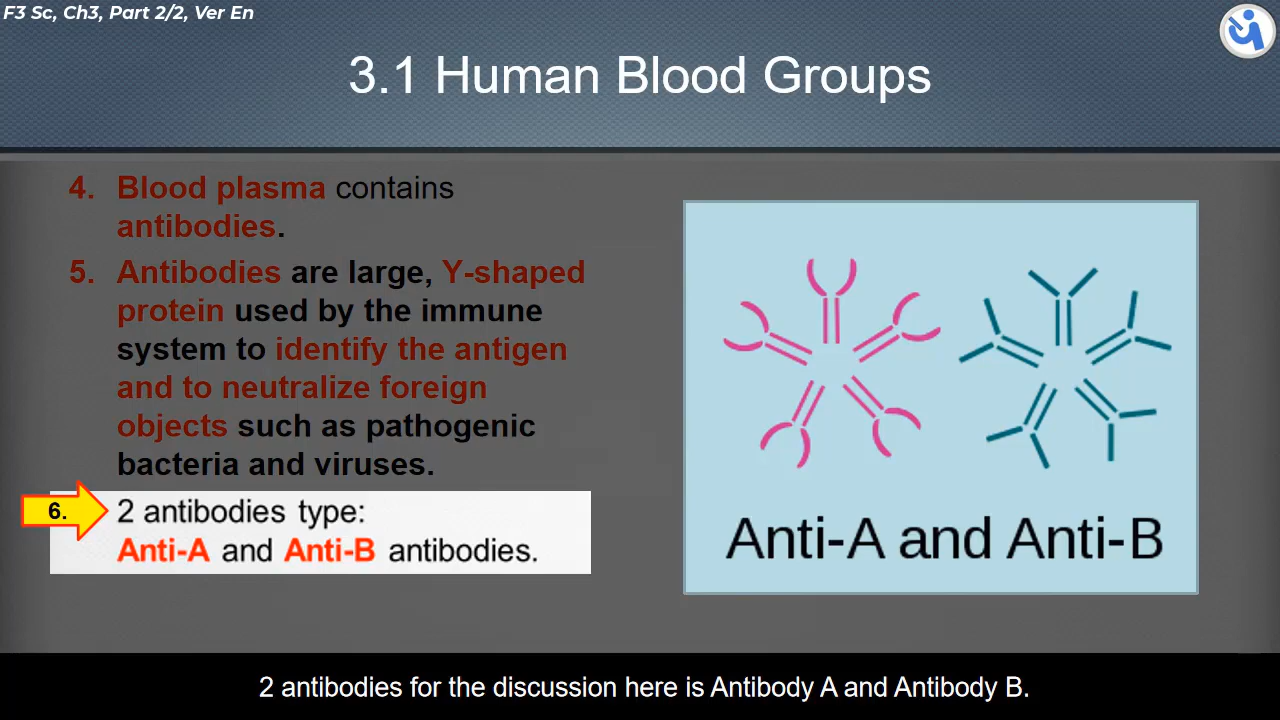 F3 Sc, Ch3, Part 2/2, Ver En
3.1 Human Blood Groups
4. Blood plasma contains
antibodies.
5. Antibodies are large, Y-shaped
protein used by the immune
system to identify the antigen
and to neutralize foreign
objects such as pathogenic
bacteria and viruses.
6. 2 antibodies type:
Anti-A and Anti-B antibodies.
Anti-A and Anti-B
2 antibodies for the discussion here is Antibody A and Antibody B.